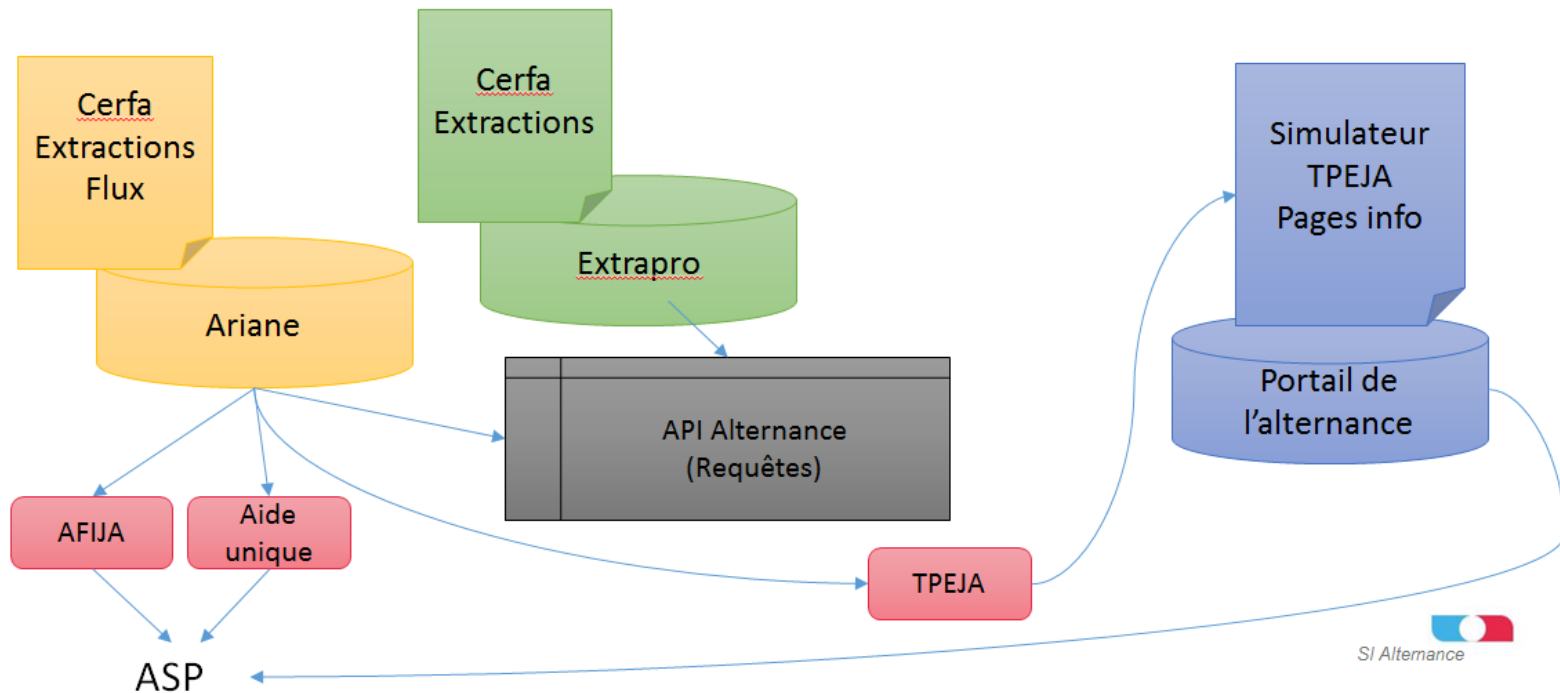 Cerfa
Extractions
Flux
Ariane
Cerfa
Extractions
Extrapro
Simulateur
TPEJA
Pages info
Portail de
l’alternance
API Alternance
(Requêtes)
AFIJA
Aide
unique
TPEJA
ASP
SI Alternance